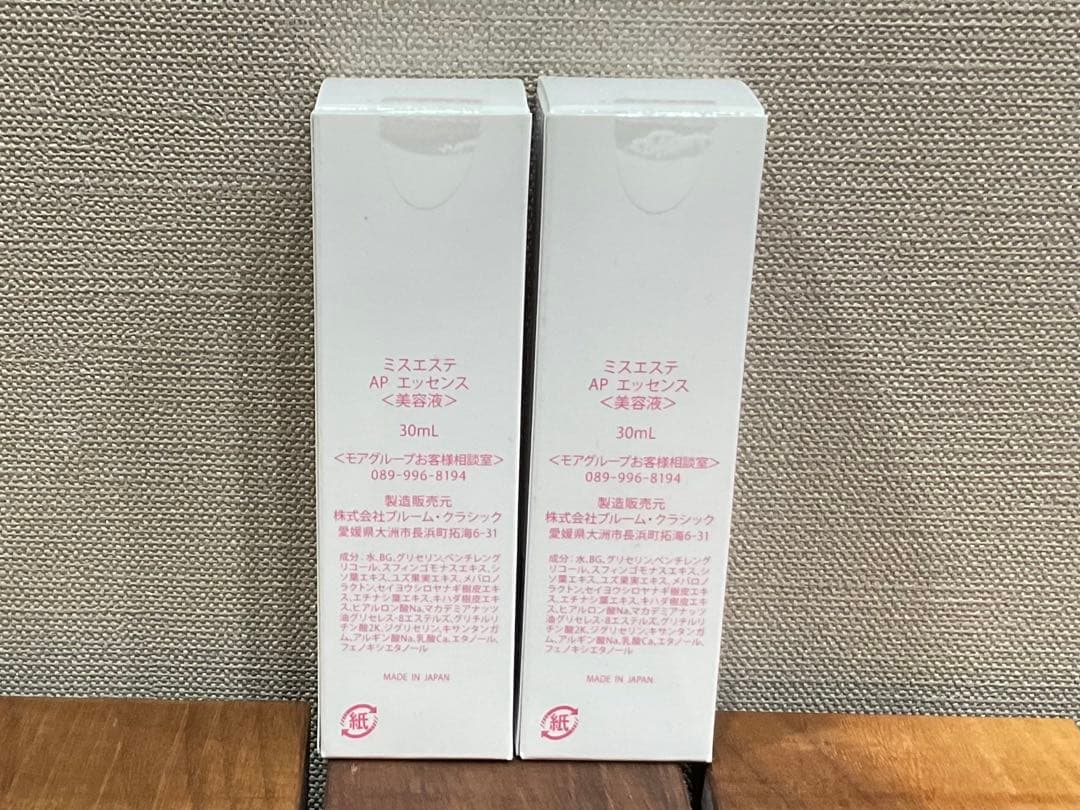 ミスエステ
AP エッセンス
＜美容液＞
30mL
＜モアグループお客様相談室＞
089-996-8194
製造販売元
株式会社ブルーム・クラシック
愛媛県大洲市長浜町拓海6-31
成分：水、BG、グリセリン、ペンチレング
リコール、スフィンゴモナスエキス、シ
ソ葉エキス、ユズ果実エキス、メバロノ
ラクトン、セイヨウシロヤナギ樹皮エキ
ス、エチナシ葉エキス、キハダ樹皮エキ
ス、ヒアルロン酸Na、マカデミアナッツ
油グリセレス-8エステルズ、グリチルリ
チン酸2K、ジグリセリン、キサンタンガ
ム、アルギン酸Na、乳酸Ca、エタノール、
フェノキシエタノール
MADE IN JAPAN
紙
ミスエステ
AP エッセンス
＜美容液＞
30mL
＜モアグループお客様相談室＞
089-996-8194
製造販売元
株式会社ブルーム・クラシック
愛媛県大洲市長浜町拓海6-31
成分：水、BG、グリセリン、ペンチレング
リコール、スフィンゴモナスエキス、シ
ソ葉エキス、ユズ果実エキス、メバロノ
ラクトン、セイヨウシロヤナギ樹皮エキ
ス、エチナシ葉エキス、キハダ樹皮エキ
ス、ヒアルロン酸Na、マカデミアナッツ
油グリセレス-8エステルズ、グリチルリ
チン酸2K、ジグリセリン、キサンタンガ
ム、アルギン酸Na、乳酸Ca、エタノール、
フェノキシエタノール
MADE IN JAPAN
紙